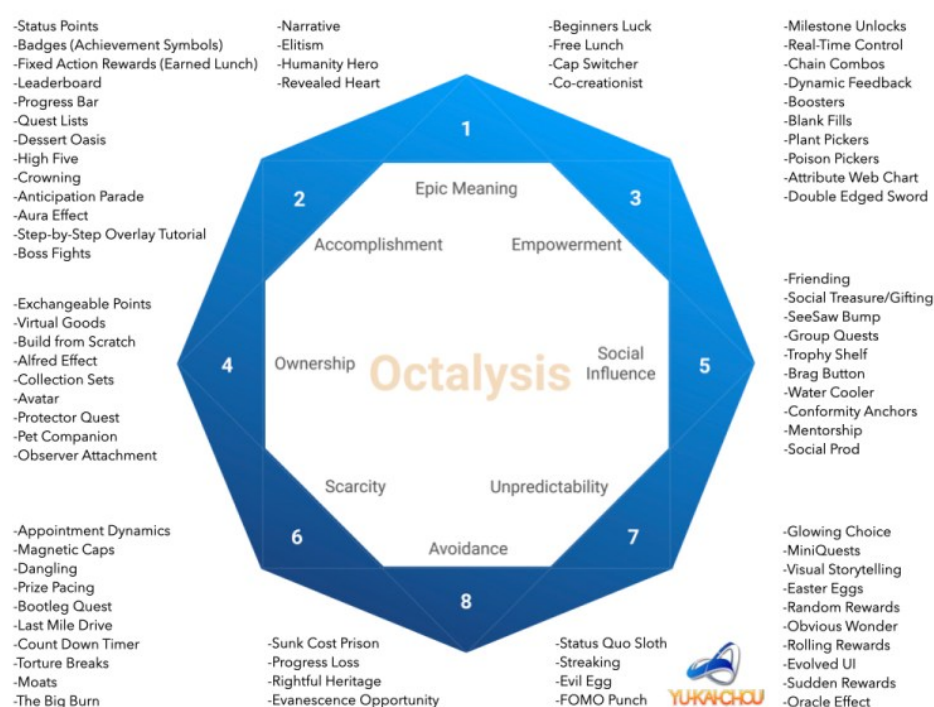 -Status Points
-Badges (Achievement Symbols)
-Fixed Action Rewards (Earned Lunch)
-Leaderboard
-Progress Bar
-Quest Lists
-Dessert Oasis
-High Five
-Crowning
-Anticipation Parade
-Aura Effect
-Step-by-Step Overlay Tutorial
-Boss Fights
-Narrative
-Elitism
-Humanity Hero
-Revealed Heart
-Beginners Luck
-Free Lunch
-Cap Switcher
-Co-creationist
-Milestone Unlocks
-Real-Time Control
-Chain Combos
-Dynamic Feedback
-Boosters
-Blank Fills
-Plant Pickers
-Poison Pickers
-Attribute Web Chart
-Double Edged Sword
1
Epic Meaning
2
Accomplishment
3
Empowerment
-Exchangeable Points
-Virtual Goods
-Build from Scratch
-Alfred Effect
-Collection Sets
-Avatar
-Protector Quest
-Pet Companion
-Observer Attachment
4
Ownership
Octalysis
Social
Influence
5
-Friending
-Social Treasure/Gifting
-SeeSaw Bump
-Group Quests
-Trophy Shelf
-Brag Button
-Water Cooler
-Conformity Anchors
-Mentorship
-Social Prod
Scarcity
6
Unpredictability
7
Avoidance
8
-Appointment Dynamics
-Magnetic Caps
-Dangling
-Prize Pacing
-Bootleg Quest
-Last Mile Drive
-Count Down Timer
-Torture Breaks
-Moats
-The Big Burn
-Sunk Cost Prison
-Progress Loss
-Rightful Heritage
-Evanescence Opportunity
-Status Quo Sloth
-Streaking
-Evil Egg
-FOMO Punch
YU-KAI-CHOU
-Glowing Choice
-MiniQuests
-Visual Storytelling
-Easter Eggs
-Random Rewards
-Obvious Wonder
-Rolling Rewards
-Evolved UI
-Sudden Rewards
-Oracle Effect